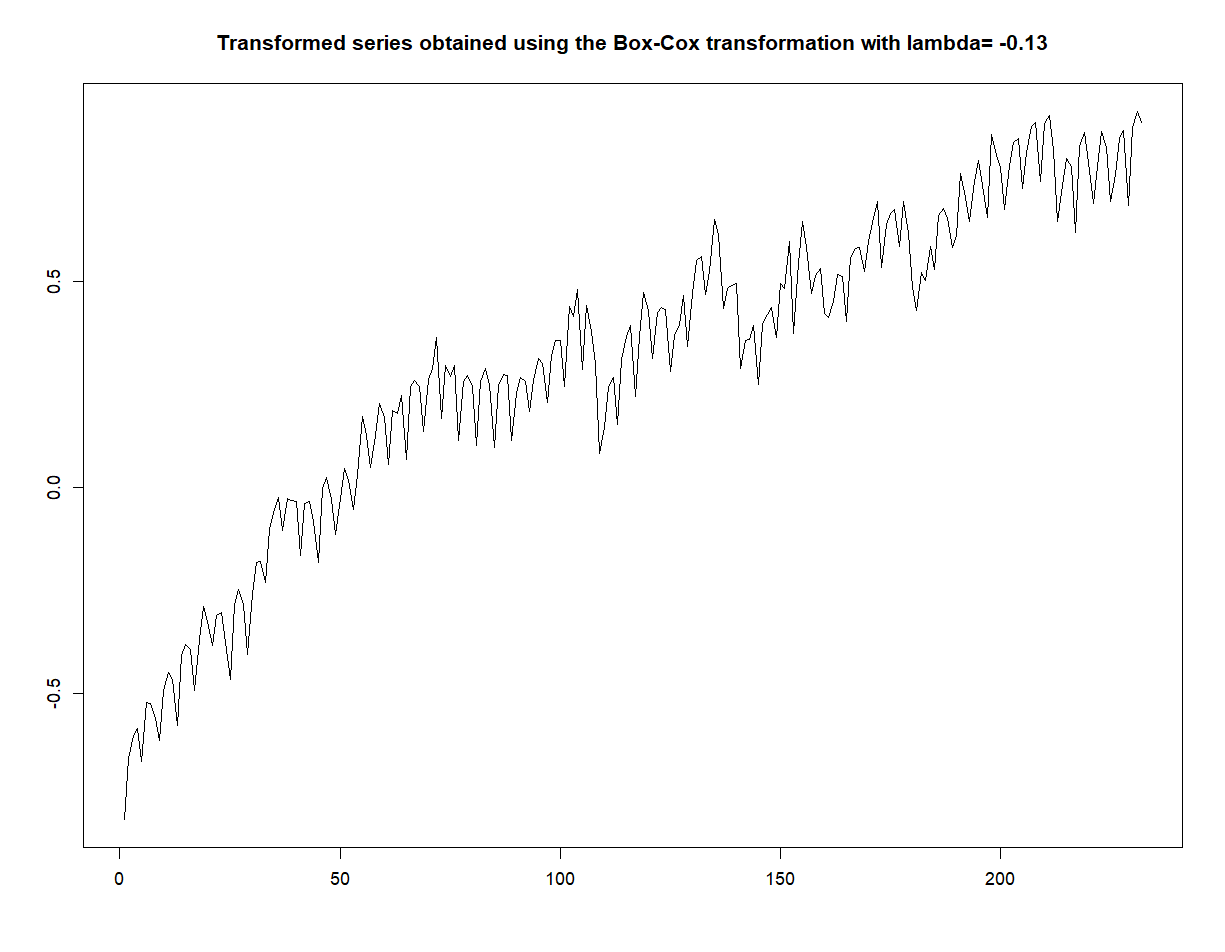 Transformed series obtained using the Box-Cox transformation with lambda= -0.13
0.5
0.0
-0.5
0 50 100 150 200